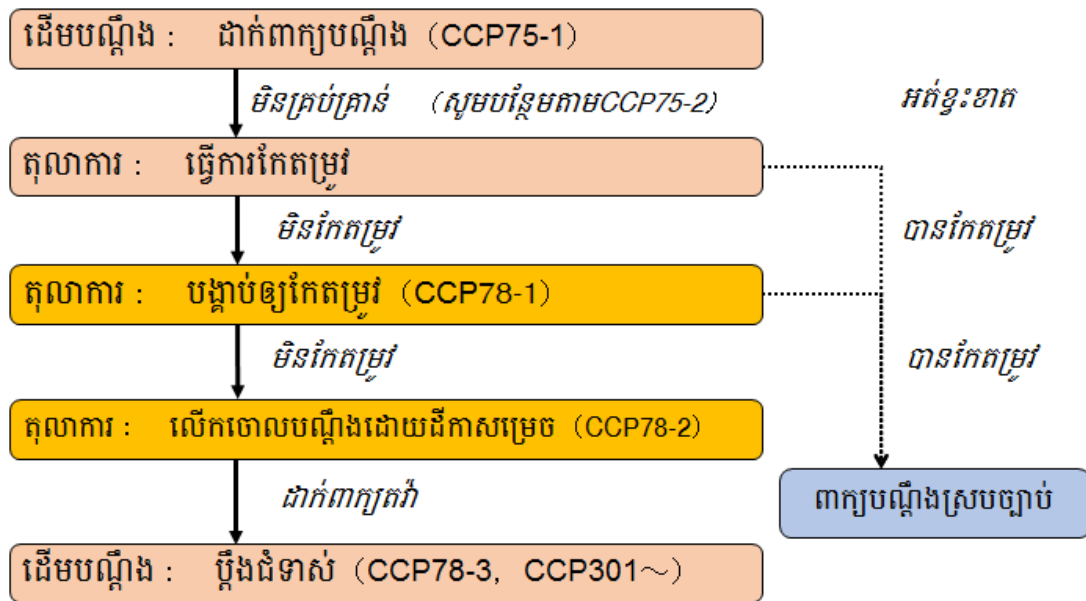 ដើមបណ្តឹង :    ដាក់ពាក្យបណ្តឹង (CCP75-1)
មិនគ្រប់គ្រាន់    (សូមបន្ថែមតាមCCP75-2)
អត់ខ្វះខាត
តុលាការ :    ធ្វើការកែតម្រូវ
មិនកែតម្រូវ
បានកែតម្រូវ
តុលាការ :    បង្គាប់ឲ្យកែតម្រូវ (CCP78-1)
មិនកែតម្រូវ
បានកែតម្រូវ
តុលាការ :    លើកចោលបណ្តឹងដោយដីកាសម្រេច (CCP78-2)
ដាក់ពាក្យតវ៉ា
ពាក្យបណ្តឹងស្របច្បាប់
ដើមបណ្តឹង :    ប្តឹងជំទាស់ (CCP78-3, CCP301~)